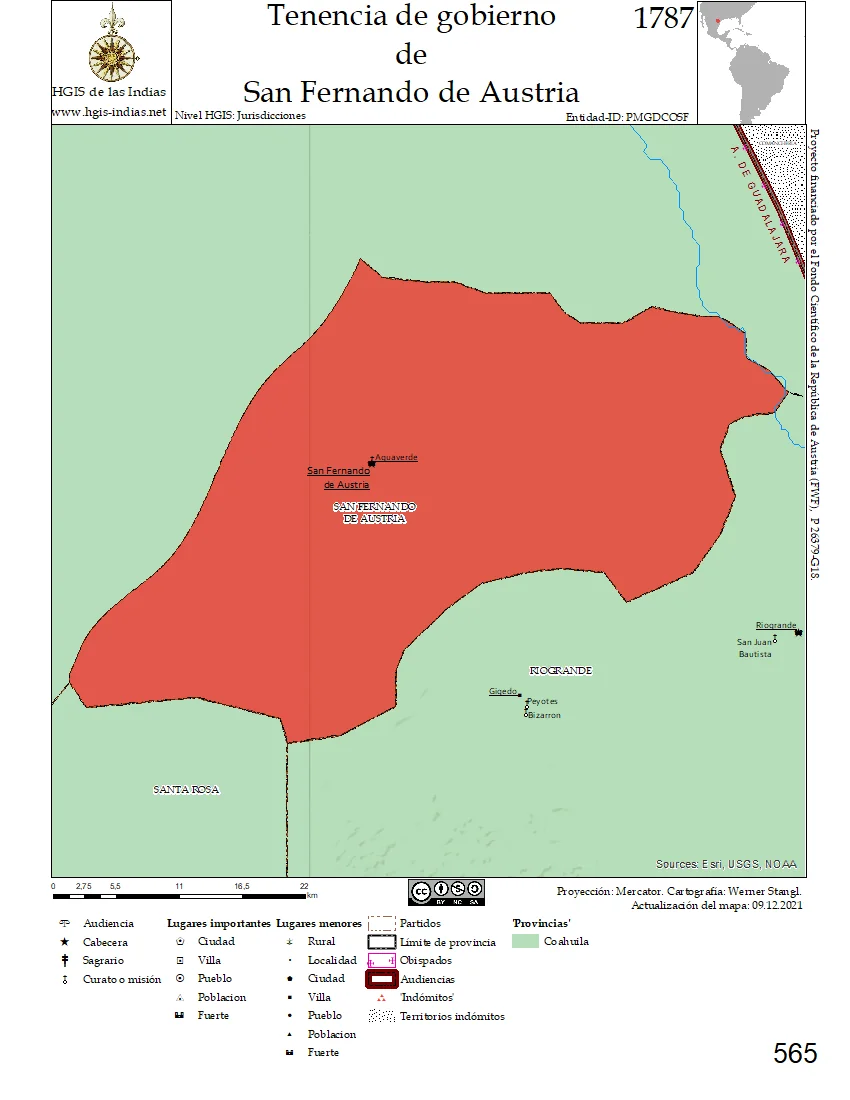 Tenencia de gobierno
de
San Fernando de Austria
1787
HGIS de las Indias
www.hgis-indias.net
Nivel HGIS: Jurisdicciones
Entidad-ID: PMGDCOSF
A. DE GUADALAJARA
Proyecto financiado por el Fondo Científico de la República de Austria (FWF), P 26379-G18.
Aguaverde
San Fernando
de Austria
SAN FERNANDO
DE AUSTRIA
Riogrande
San Juan
Bautista
RIOGRANDE
Gigedo
Peyotes
Bizarron
SANTA ROSA
Sources: Esri, USGS, NOAA
0 2,75 5,5 11 16,5 22
km
CC BY NC SA
Proyección: Mercator. Cartografía: Werner Stangl.
Actualización del mapa: 09.12.2021
Audiencia
Cabecera
Sagrario
Curato o misión
Lugares importantes
Ciudad
Villa
Pueblo
Poblacion
Fuerte
Lugares menores
Rural
Localidad
Ciudad
Villa
Pueblo
Poblacion
Fuerte
Partidos
Límite de provincia
Obispados
Audiencias
'Indómitos'
Territorios indómitos
'Provincias'
Coahuila
565